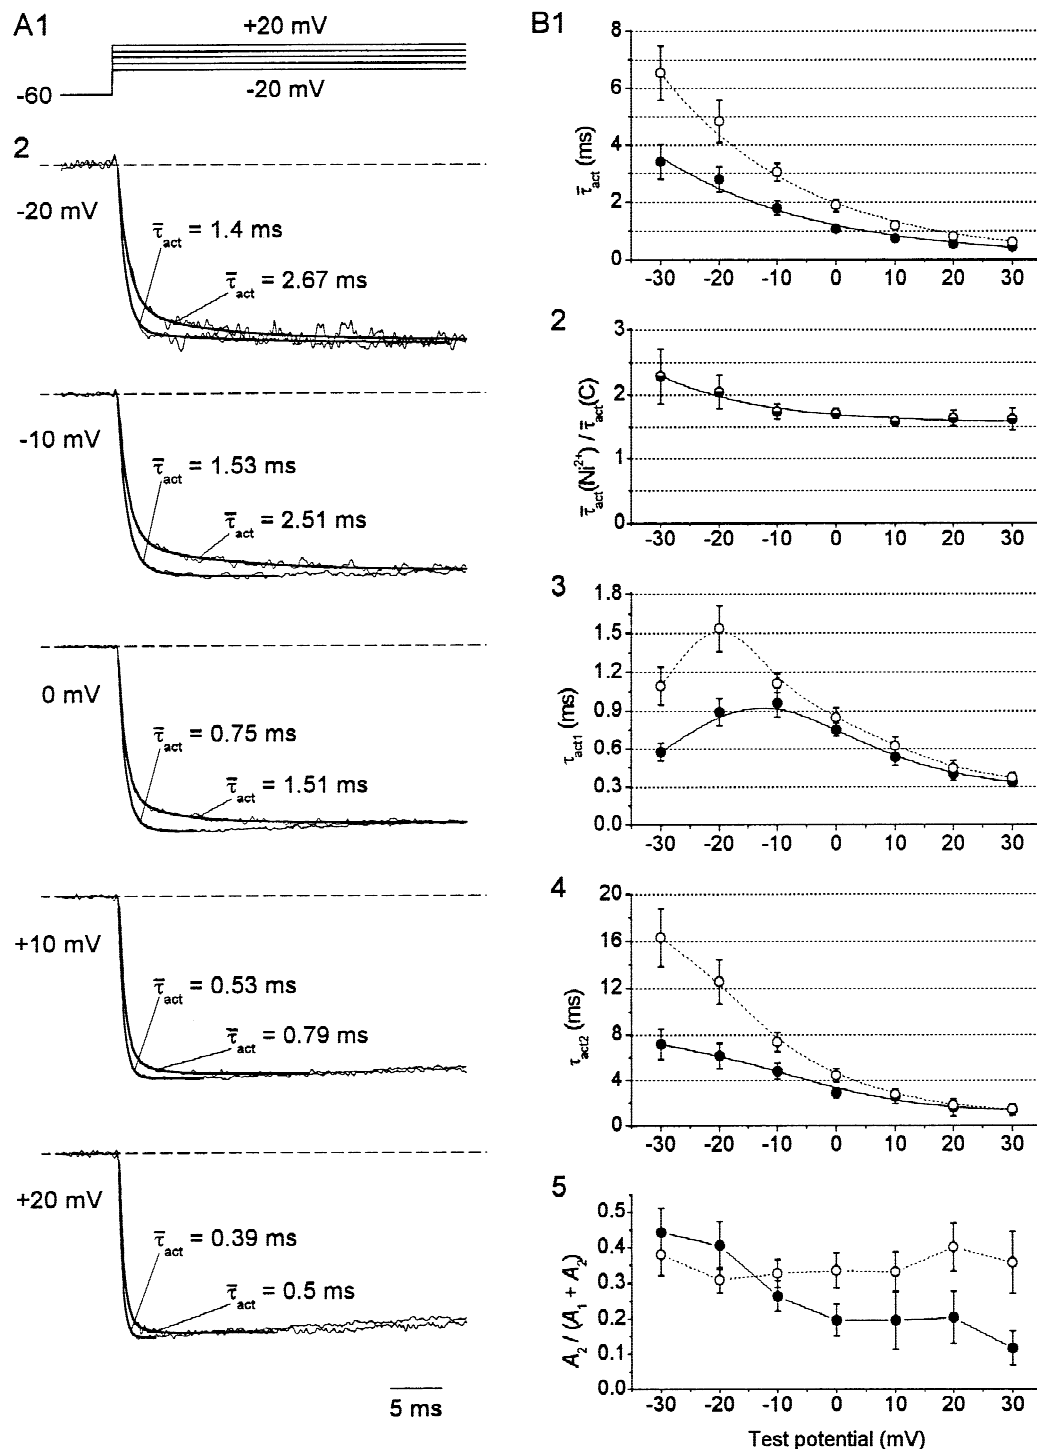 A1
+20 mV
-60
-20 mV
2
-20 mV
τ̅act = 1.4 ms
τ̅act = 2.67 ms
-10 mV
τ̅act = 1.53 ms
τ̅act = 2.51 ms
0 mV
τ̅act = 0.75 ms
τ̅act = 1.51 ms
+10 mV
τ̅act = 0.53 ms
τ̅act = 0.79 ms
+20 mV
τ̅act = 0.39 ms
τ̅act = 0.5 ms
5 ms
B1
τ̅act (ms)
8
6
4
2
0
-30 -20 -10 0 10 20 30
2
τ̅act(Ni²⁺) / τ̅act(C)
3
2
1
0
-30 -20 -10 0 10 20 30
3
τact1 (ms)
1.8
1.5
1.2
0.9
0.6
0.3
0.0
-30 -20 -10 0 10 20 30
4
τact2 (ms)
20
16
12
8
4
0
-30 -20 -10 0 10 20 30
5
A₂ / (A₁ + A₂)
0.5
0.4
0.3
0.2
0.1
0.0
-30 -20 -10 0 10 20 30
Test potential (mV)